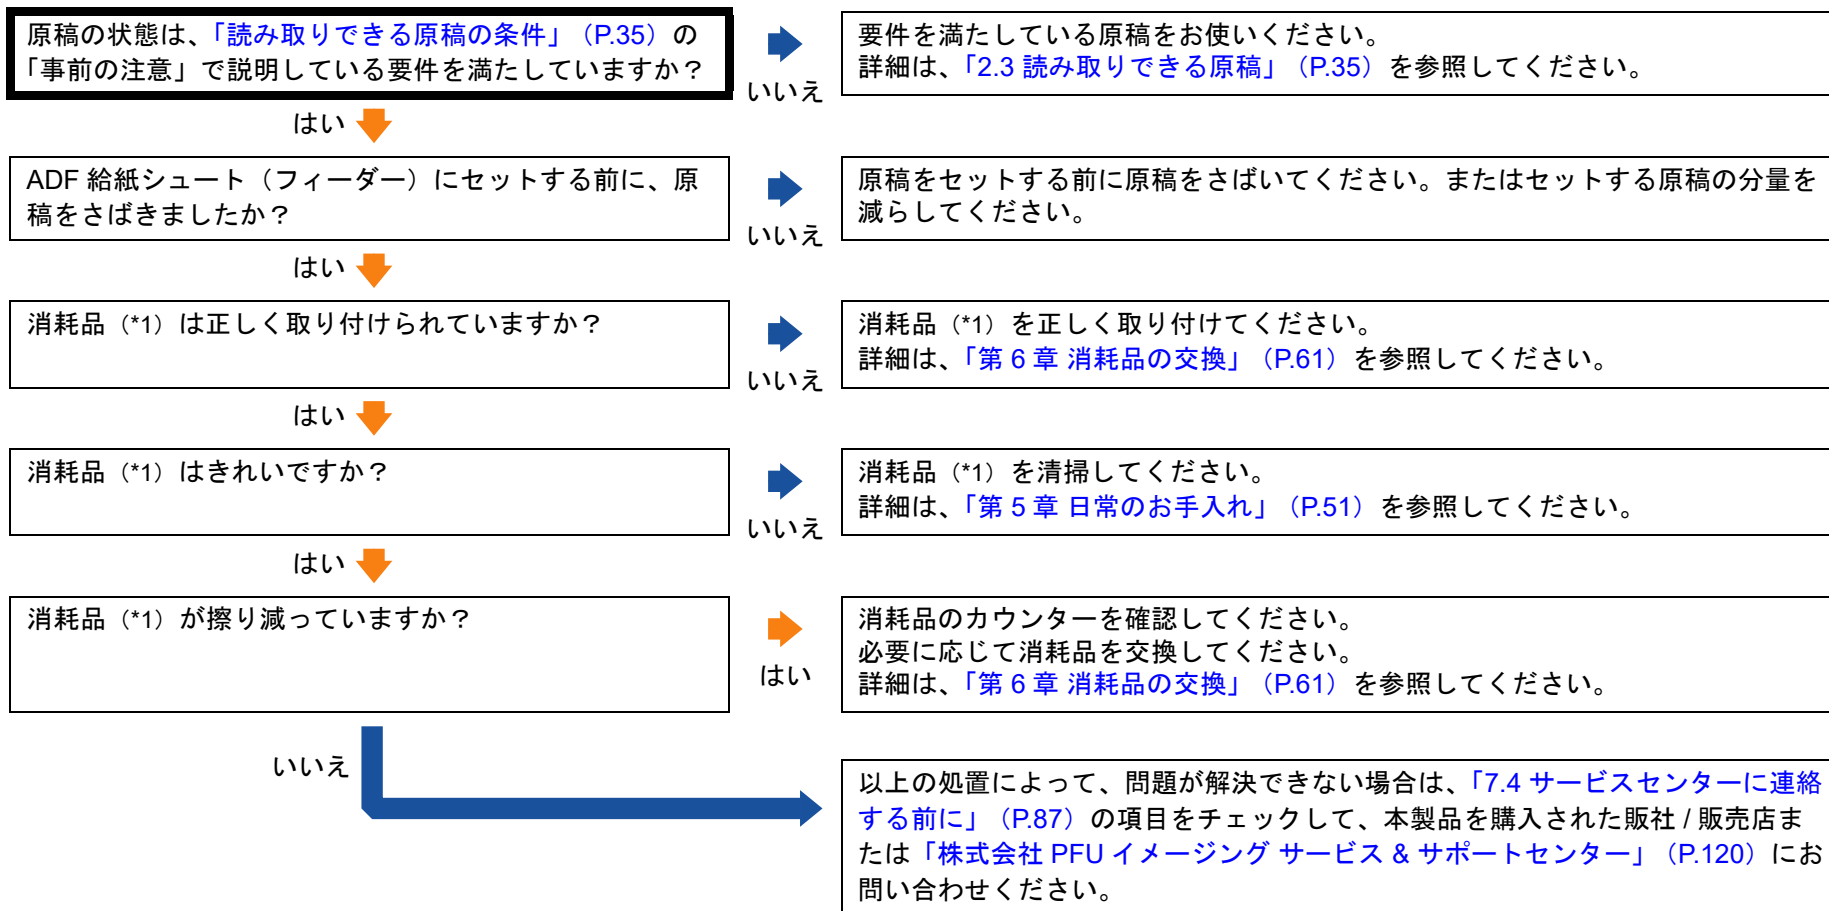 原稿の状態は、「読み取りできる原稿の条件」（P.35）の
「事前の注意」で説明している要件を満たしていますか？
いいえ
要件を満たしている原稿をお使いください。
詳細は、「2.3 読み取りできる原稿」（P.35）を参照してください。
はい
ADF 給紙シュート（フィーダー）にセットする前に、原
稿をさばきましたか？
いいえ
原稿をセットする前に原稿をさばいてください。またはセットする原稿の分量を
減らしてください。
はい
消耗品（*1）は正しく取り付けられていますか？
いいえ
消耗品（*1）を正しく取り付けてください。
詳細は、「第 6 章 消耗品の交換」（P.61）を参照してください。
はい
消耗品（*1）はきれいですか？
いいえ
消耗品（*1）を清掃してください。
詳細は、「第 5 章 日常のお手入れ」（P.51）を参照してください。
はい
消耗品（*1）が擦り減っていますか？
はい
消耗品のカウンターを確認してください。
必要に応じて消耗品を交換してください。
詳細は、「第 6 章 消耗品の交換」（P.61）を参照してください。
いいえ
以上の処置によって、問題が解決できない場合は、「7.4 サービスセンターに連絡
する前に」（P.87）の項目をチェックして、本製品を購入された販社 / 販売店ま
たは「株式会社 PFU イメージング サービス & サポートセンター」（P.120）にお
問い合わせください。